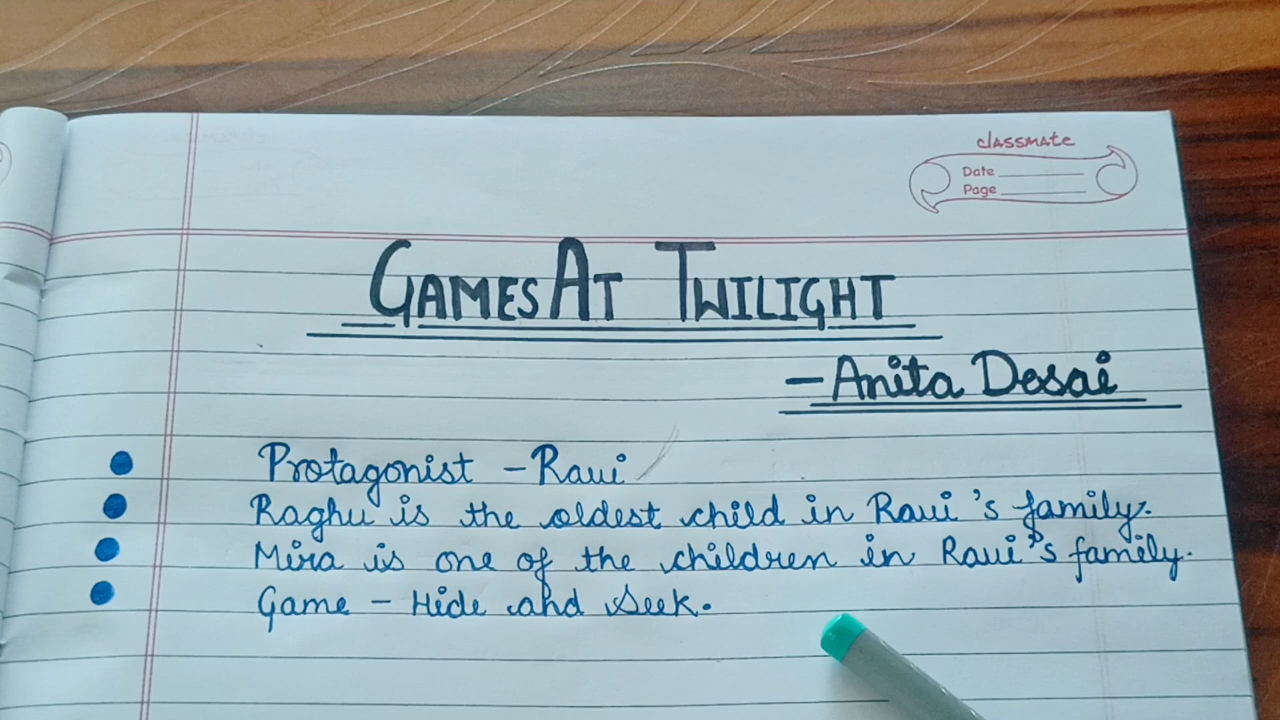 classmate
Date
Page
GAMES AT TWILIGHT
- Anita Desai
Protagonist - Ravi
Raghu is the oldest child in Ravi's family.
Mira is one of the children in Ravi's family.
Game - Hide and Seek.